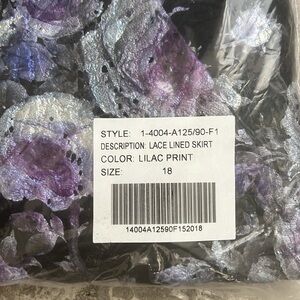 STYLE: 1-4004-A125/90-F1
DESCRIPTION: LACE LINED SKIRT
COLOR: LILAC PRINT
SIZE: 18
14004A12590F152018